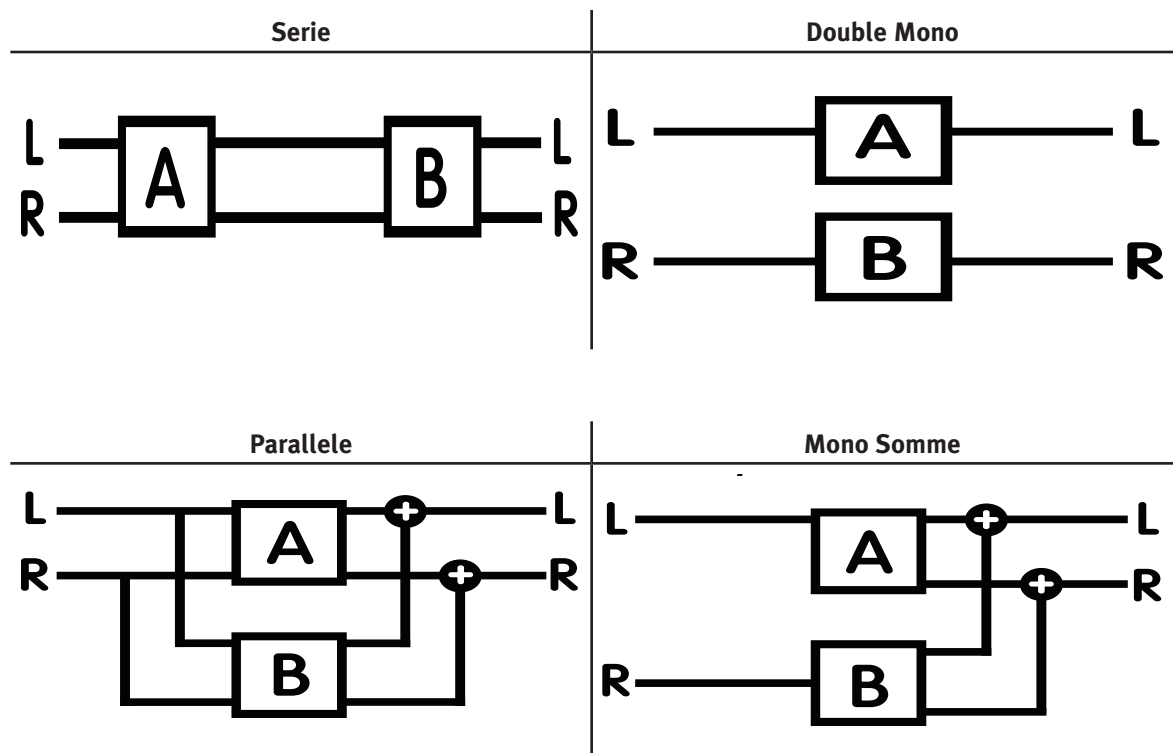 Serie
L A B L
R R
Double Mono
L A L
R B R
Parallele
L A L
R R
B
Mono Somme
L A L
R
R B